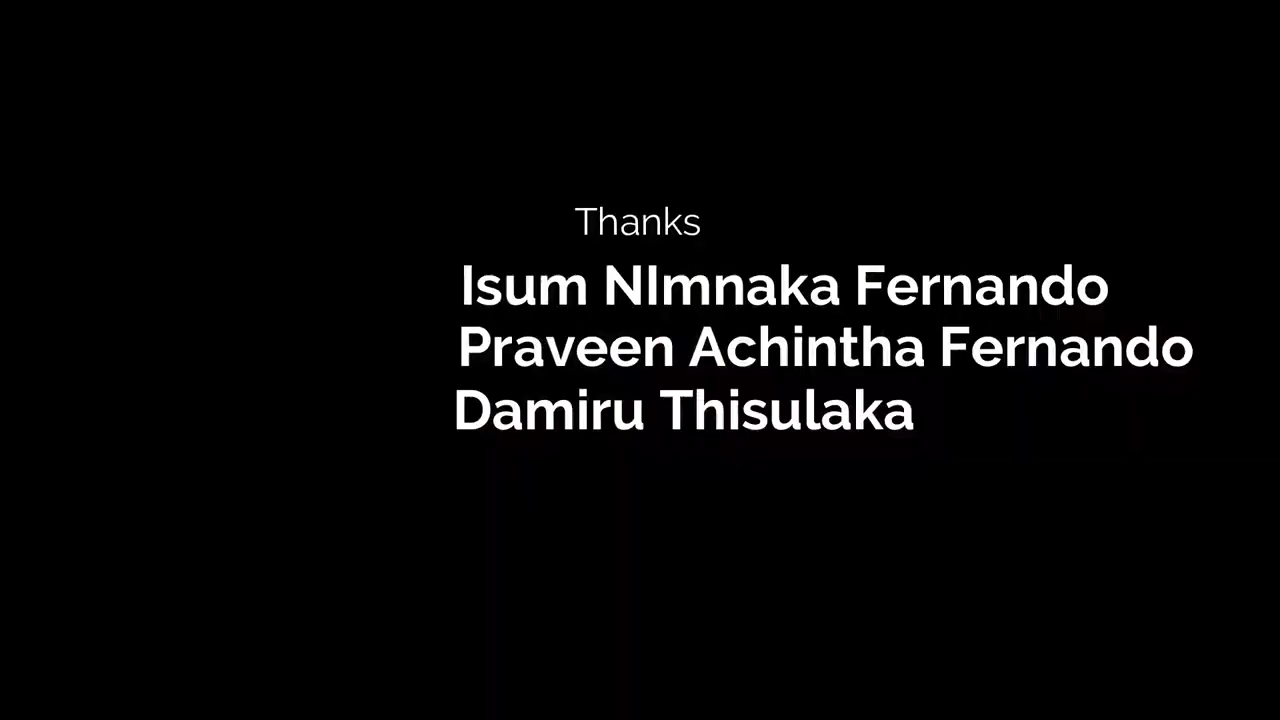 Thanks
Isum NImnaka Fernando
Praveen Achintha Fernando
Damiru Thisulaka